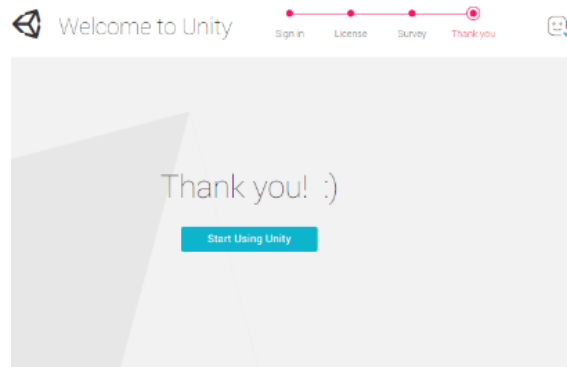 Welcome to Unity
Sign in License Survey Thank you
Thank you! :)
Start Using Unity